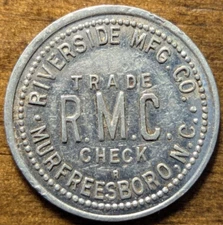 RIVERSIDE MFG CO.
TRADE
R.M.C.
CHECK
MURFREESBORO, N.C.